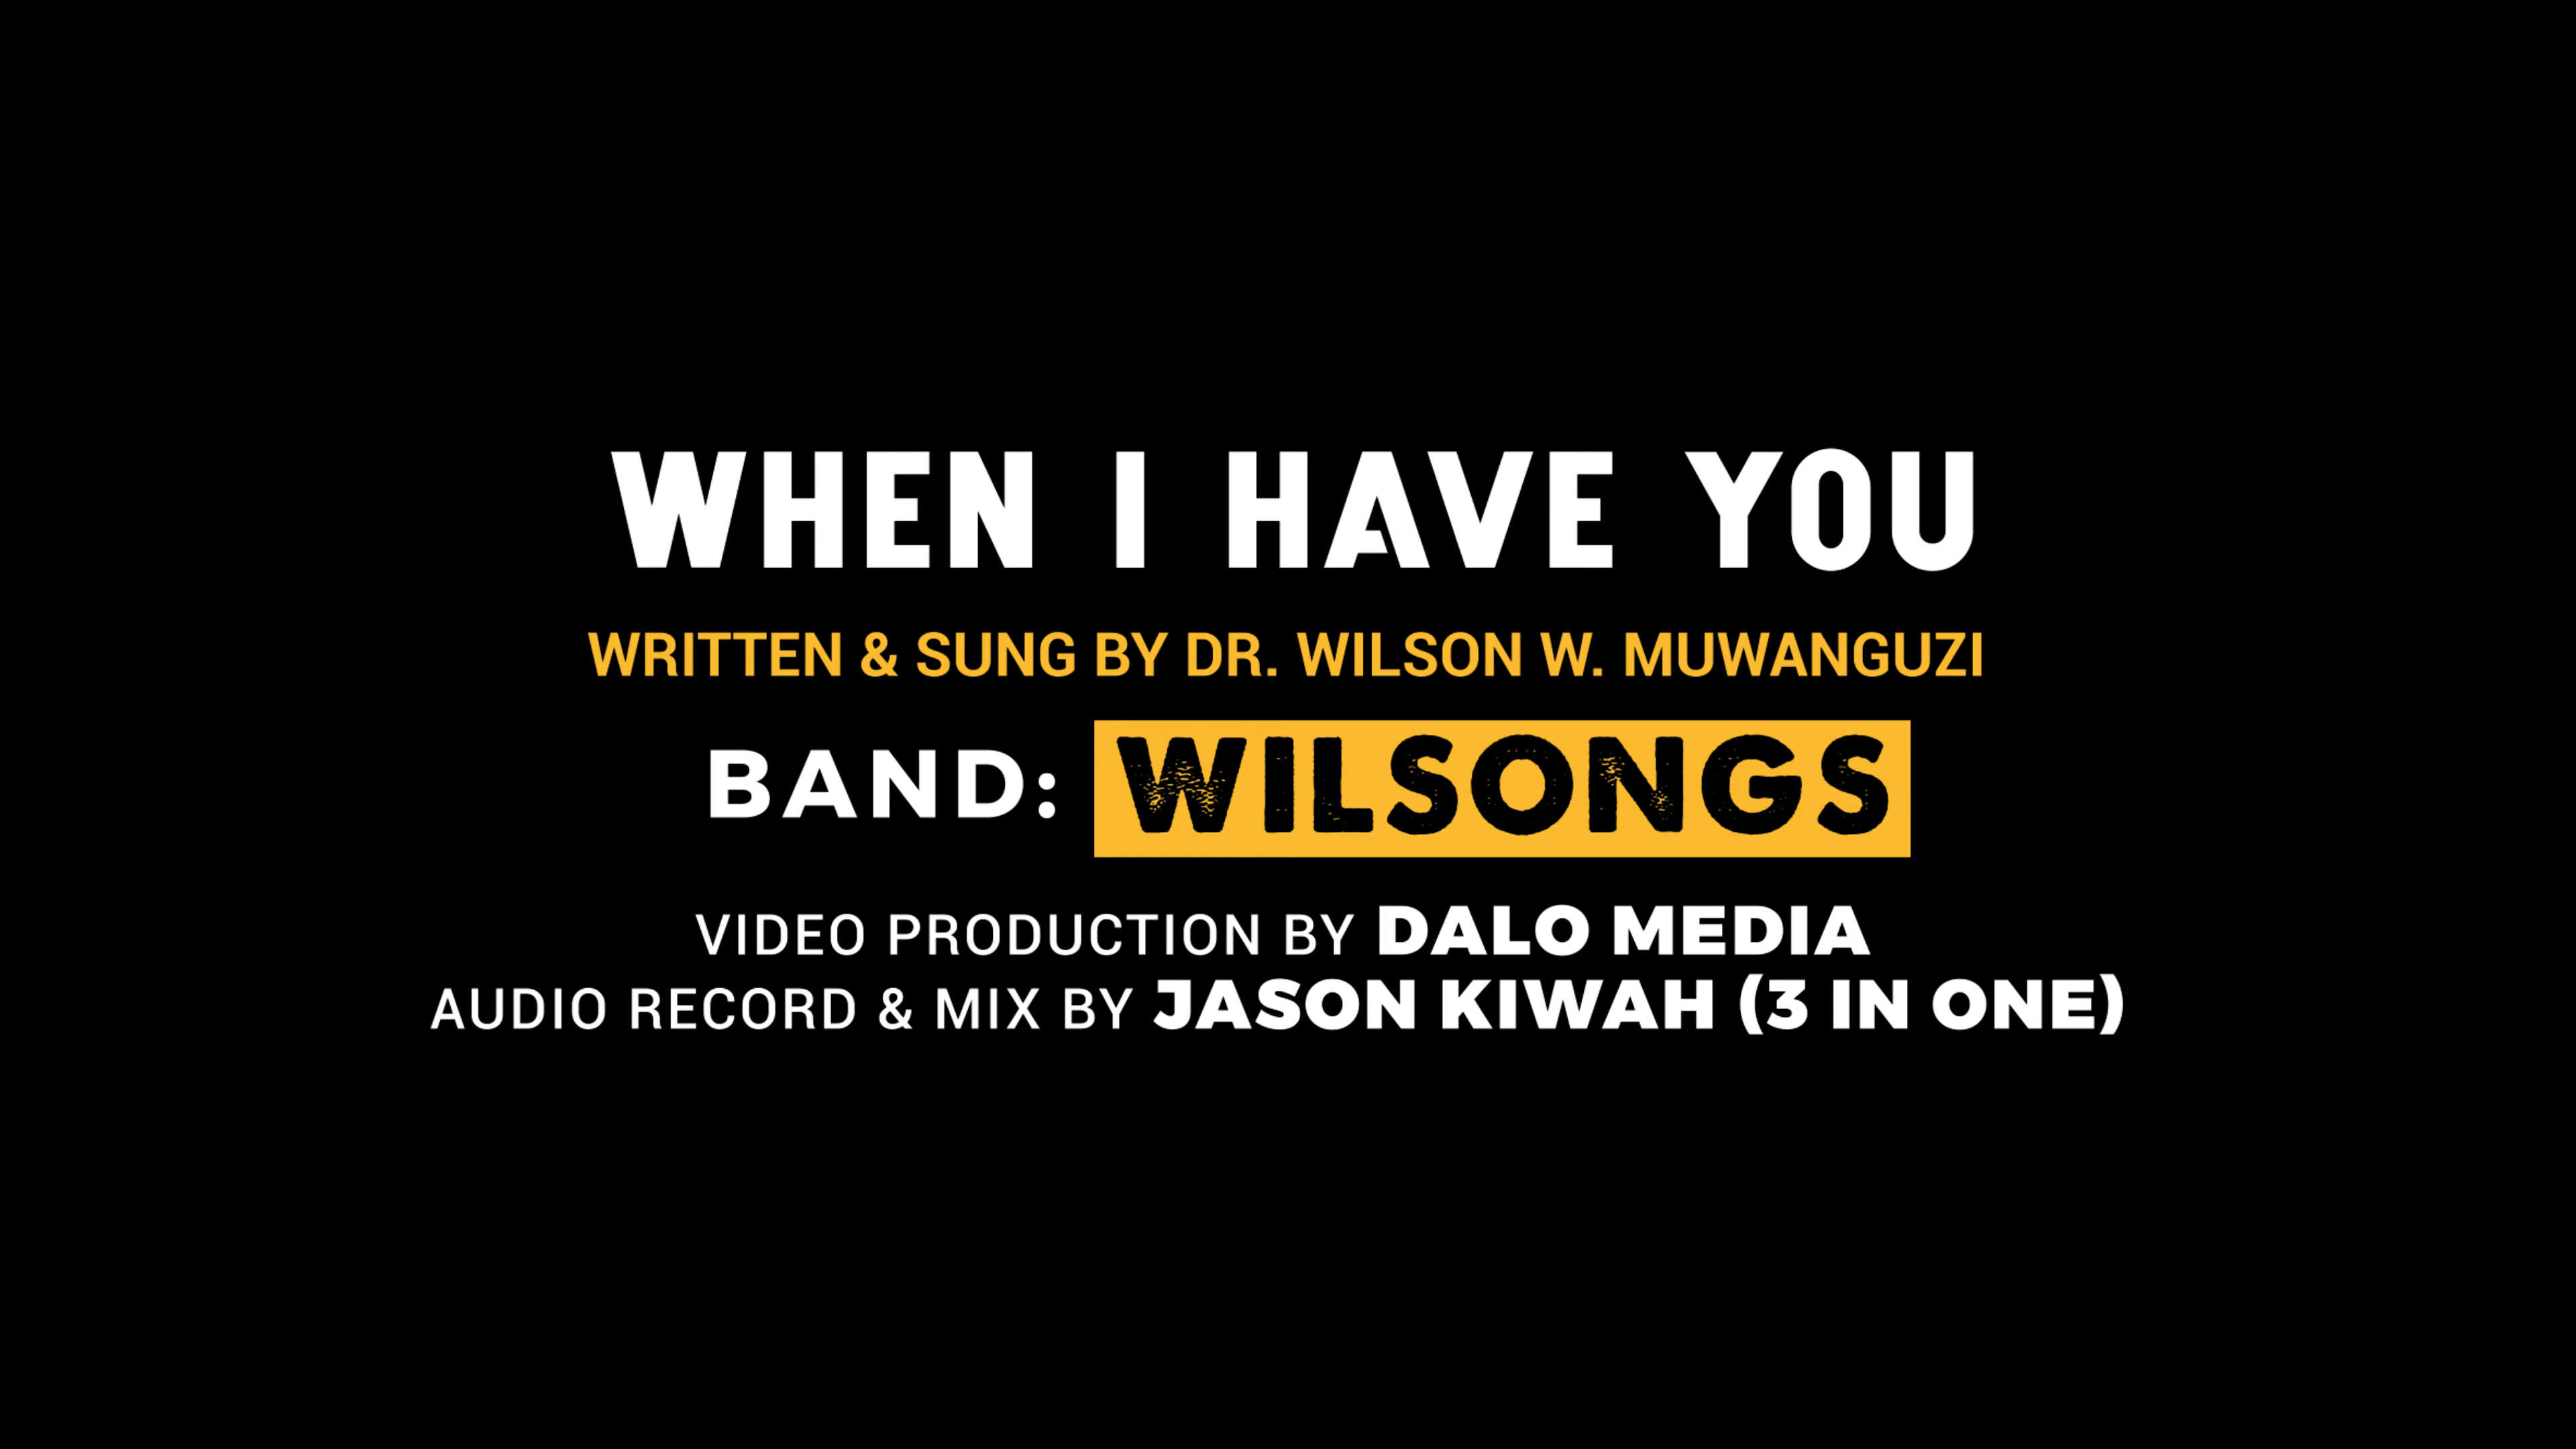 WHEN I HAVE YOU
WRITTEN & SUNG BY DR. WILSON W. MUWANGUZI
BAND: WILSONGS
VIDEO PRODUCTION BY DALO MEDIA
AUDIO RECORD & MIX BY JASON KIWAH (3 IN ONE)